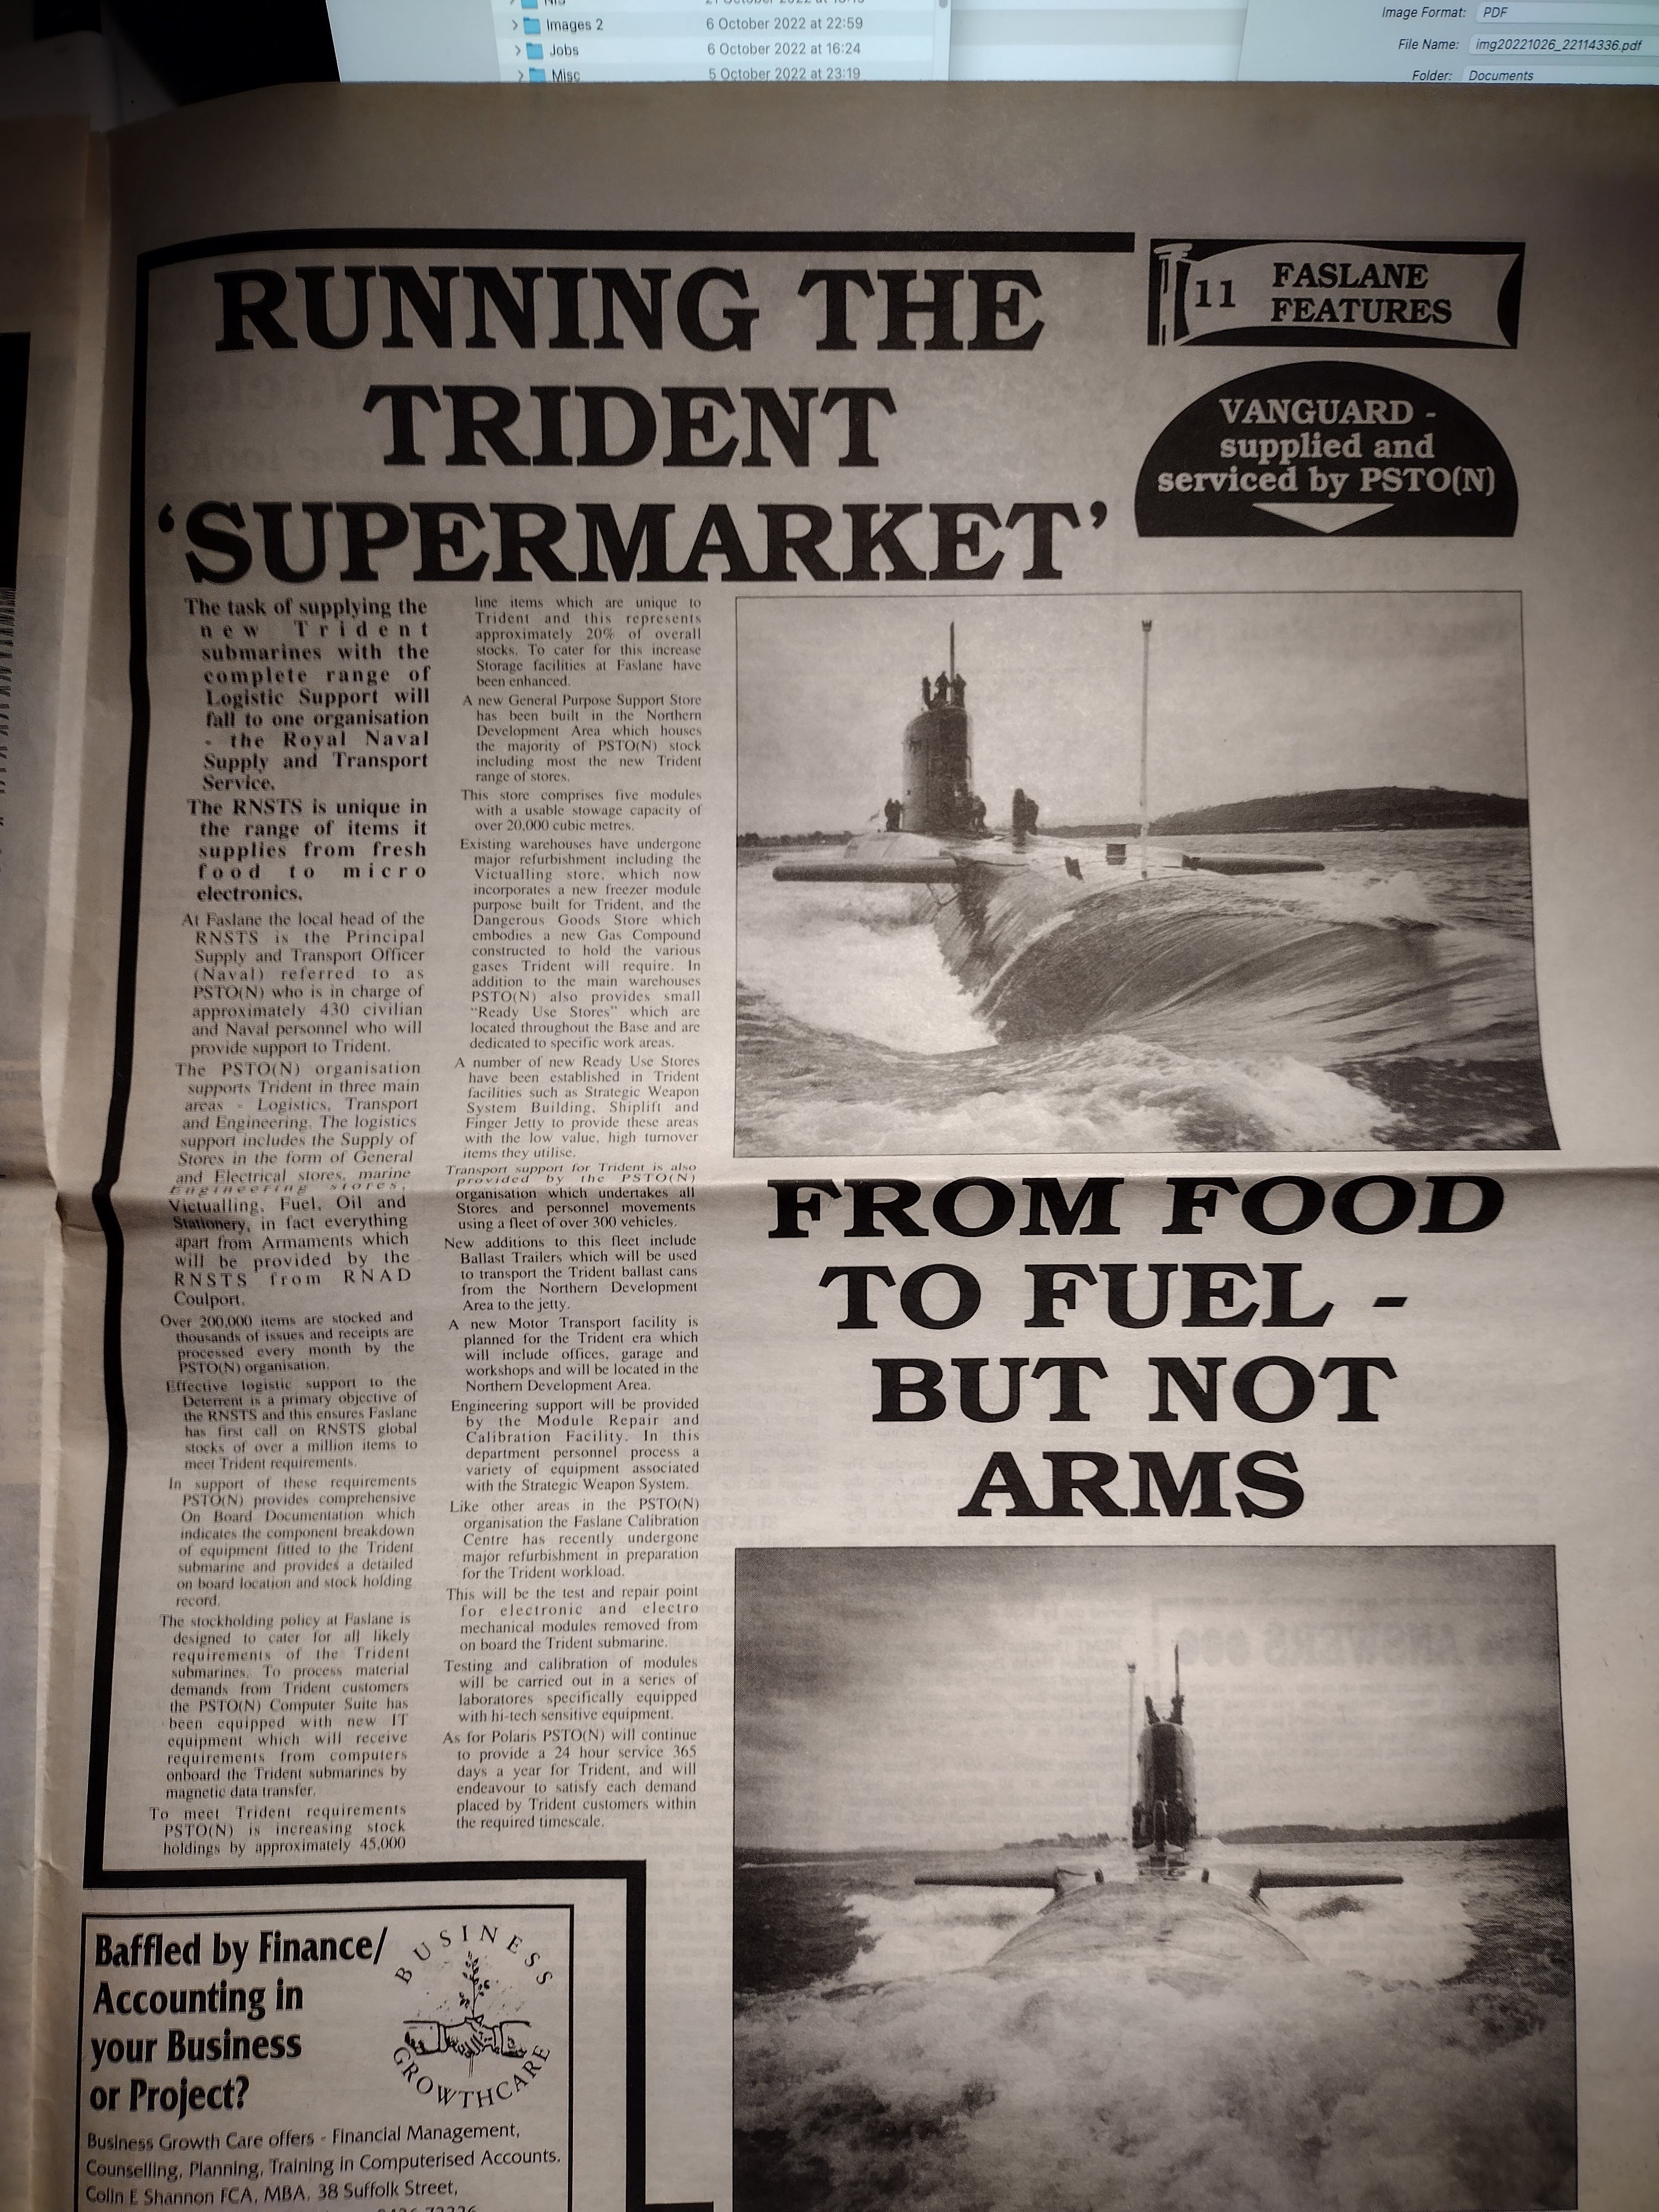 Images 2
6 October 2022 at 22:59
Jobs
6 October 2022 at 16:24
Misc
5 October 2022 at 23:19
Image Format: PDF
File Name: img20221026_22114336.pdf
Folder: Documents
RUNNING THE
TRIDENT
‘SUPERMARKET’
11
FASLANE
FEATURES
VANGUARD -
supplied and
serviced by PSTO(N)
The task of supplying the
new Trident
submarines with the
complete range of
Logistic Support will
fall to one organisation
- the Royal Naval
Supply and Transport
Service.
The RNSTS is unique in
the range of items it
supplies from fresh
food to micro
electronics.
At Faslane the local head of the
RNSTS is the Principal
Supply and Transport Officer
(Naval) referred to as
PSTO(N) who is in charge of
approximately 430 civilian
and Naval personnel who will
provide support to Trident.
The PSTO(N) organisation
supports Trident in three main
areas - Logistics, Transport
and Engineering. The logistics
support includes the Supply of
Stores in the form of General
and Electrical stores, marine
Engineering stores,
Victualling, Fuel, Oil and
Stationery, in fact everything
apart from Armaments which
will be provided by the
RNSTS from RNAD
Coulport.
Over 200,000 items are stocked and
thousands of issues and receipts are
processed every month by the
PSTO(N) organisation.
Effective logistic support to the
Deterrent is a primary objective of
the RNSTS and this ensures Faslane
has first call on RNSTS global
stocks of over a million items to
meet Trident requirements.
In support of these requirements
PSTO(N) provides comprehensive
On Board Documentation which
indicates the component breakdown
of equipment fitted to the Trident
submarine and provides a detailed
on board location and stock holding
record.
The stockholding policy at Faslane is
designed to cater for all likely
requirements of the Trident
submarines. To process material
demands from Trident customers
the PSTO(N) Computer Suite has
been equipped with new IT
equipment which will receive
requirements from computers
onboard the Trident submarines by
magnetic data transfer.
To meet Trident requirements
PSTO(N) is increasing stock
holdings by approximately 45,000
line items which are unique to
Trident and this represents
approximately 20% of overall
stocks. To cater for this increase
Storage facilities at Faslane have
been enhanced.
A new General Purpose Support Store
has been built in the Northern
Development Area which houses
the majority of PSTO(N) stock
including most the new Trident
range of stores.
This store comprises five modules
with a usable stowage capacity of
over 20,000 cubic metres.
Existing warehouses have undergone
major refurbishment including the
Victualling store, which now
incorporates a new freezer module
purpose built for Trident, and the
Dangerous Goods Store which
embodies a new Gas Compound
constructed to hold the various
gases Trident will require. In
addition to the main warehouses
PSTO(N) also provides small
"Ready Use Stores" which are
located throughout the Base and are
dedicated to specific work areas.
A number of new Ready Use Stores
have been established in Trident
facilities such as Strategic Weapon
System Building, Shiplift and
Finger Jetty to provide these areas
with the low value, high turnover
items they utilise.
Transport support for Trident is also
provided by the PSTO(N)
organisation which undertakes all
Stores and personnel movements
using a fleet of over 300 vehicles.
New additions to this fleet include
Ballast Trailers which will be used
to transport the Trident ballast cans
from the Northern Development
Area to the jetty.
A new Motor Transport facility is
planned for the Trident era which
will include offices, garage and
workshops and will be located in the
Northern Development Area.
Engineering support will be provided
by the Module Repair and
Calibration Facility. In this
department personnel process a
variety of equipment associated
with the Strategic Weapon System.
Like other areas in the PSTO(N)
organisation the Faslane Calibration
Centre has recently undergone
major refurbishment in preparation
for the Trident workload.
This will be the test and repair point
for electronic and electro
mechanical modules removed from
on board the Trident submarine.
Testing and calibration of modules
will be carried out in a series of
laboratores specifically equipped
with hi-tech sensitive equipment.
As for Polaris PSTO(N) will continue
to provide a 24 hour service 365
days a year for Trident, and will
endeavour to satisfy each demand
placed by Trident customers within
the required timescale.
FROM FOOD
TO FUEL -
BUT NOT
ARMS
Baffled by Finance/
Accounting in
your Business
or Project?
BUSINESS
GROWTHCARE
Business Growth Care offers - Financial Management,
Counselling, Planning, Training in Computerised Accounts.
Colin E Shannon FCA, MBA, 38 Suffolk Street,